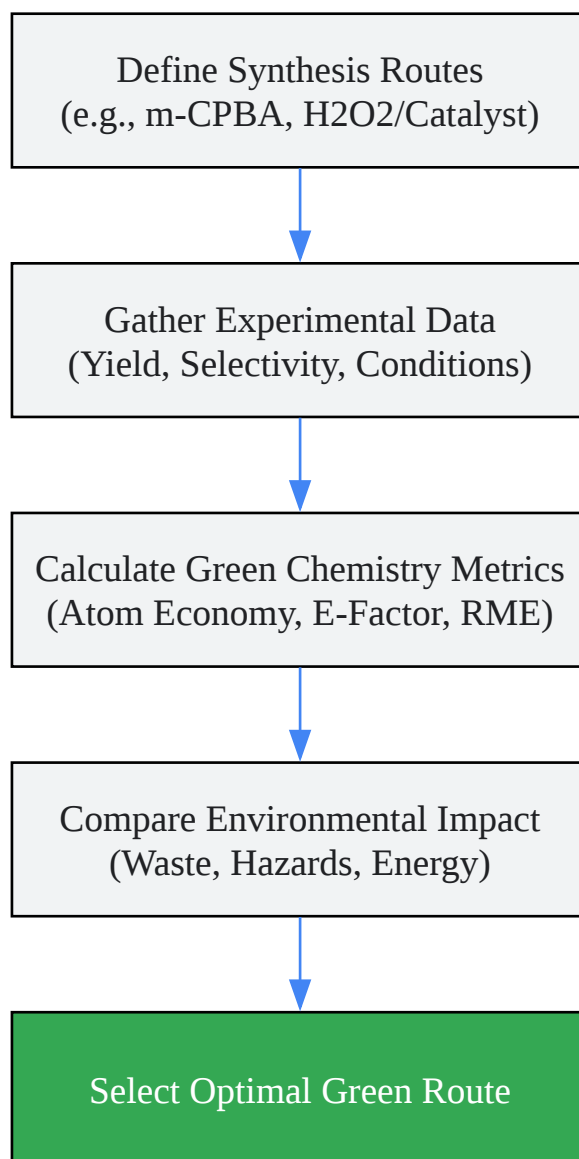 Define Synthesis Routes
(e.g., m-CPBA, H2O2/Catalyst)
Gather Experimental Data
(Yield, Selectivity, Conditions)
Calculate Green Chemistry Metrics
(Atom Economy, E-Factor, RME)
Compare Environmental Impact
(Waste, Hazards, Energy)
Select Optimal Green Route